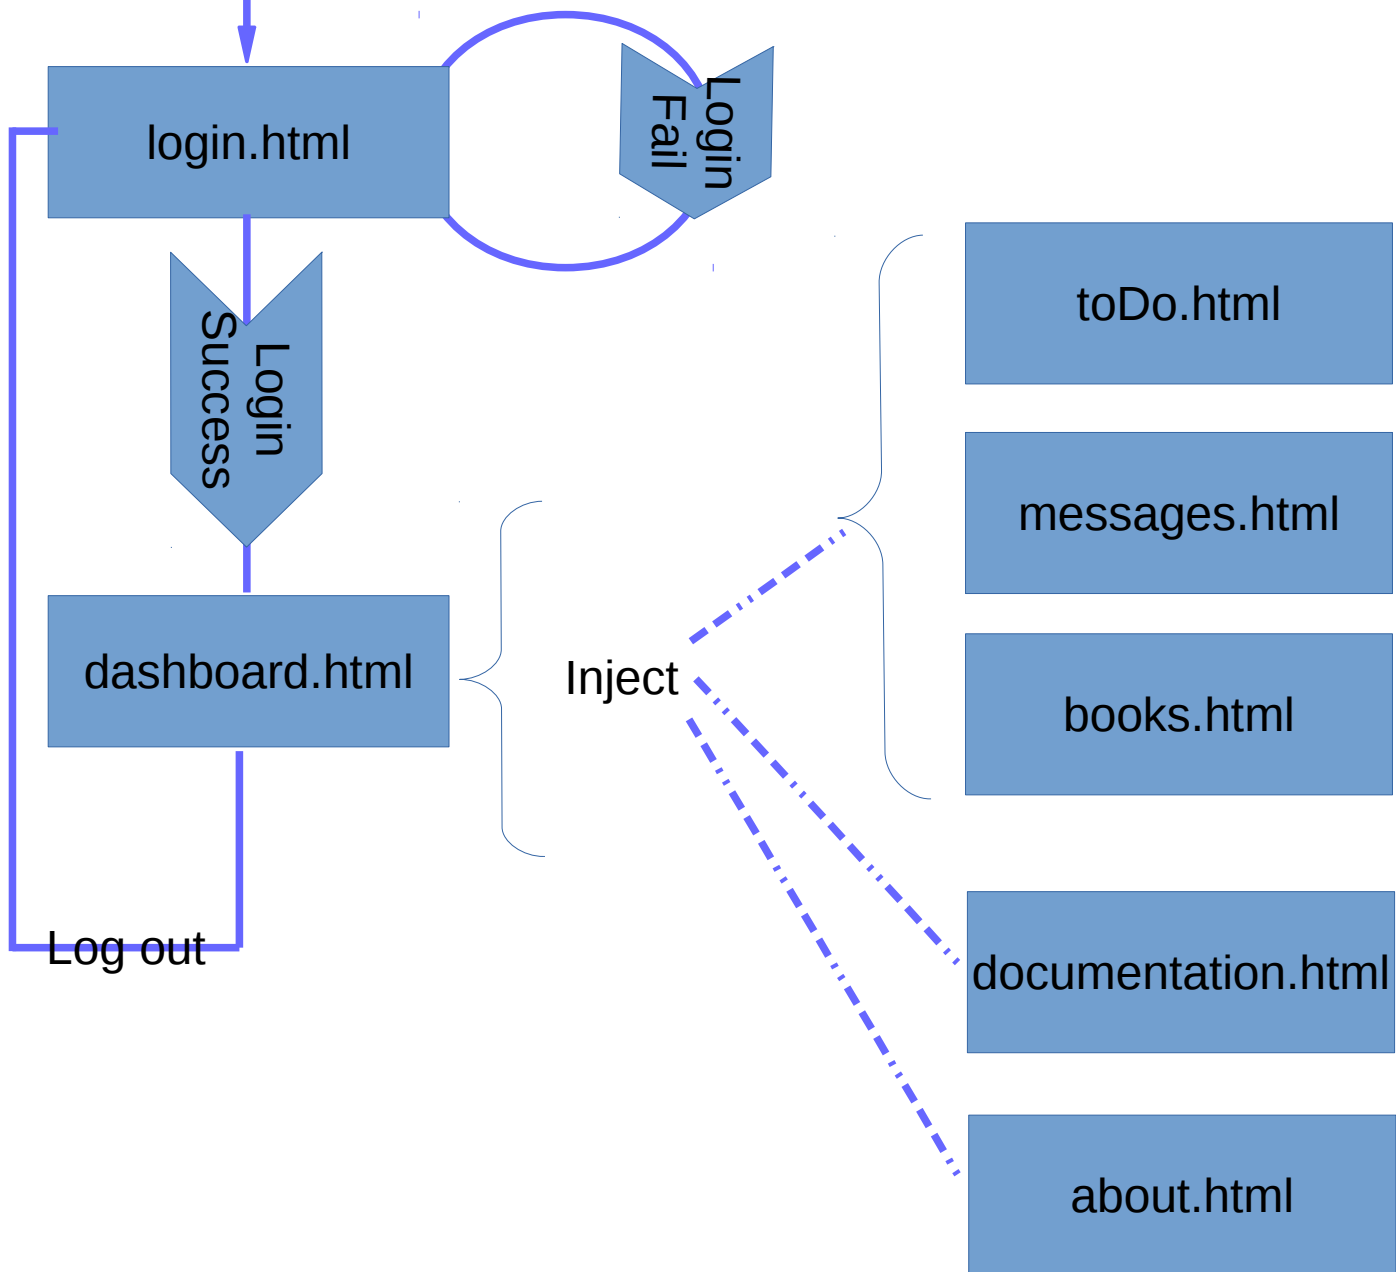 login.html
Login
Fail
Login
Success
dashboard.html
Log out
Inject
toDo.html
messages.html
books.html
documentation.html
about.html